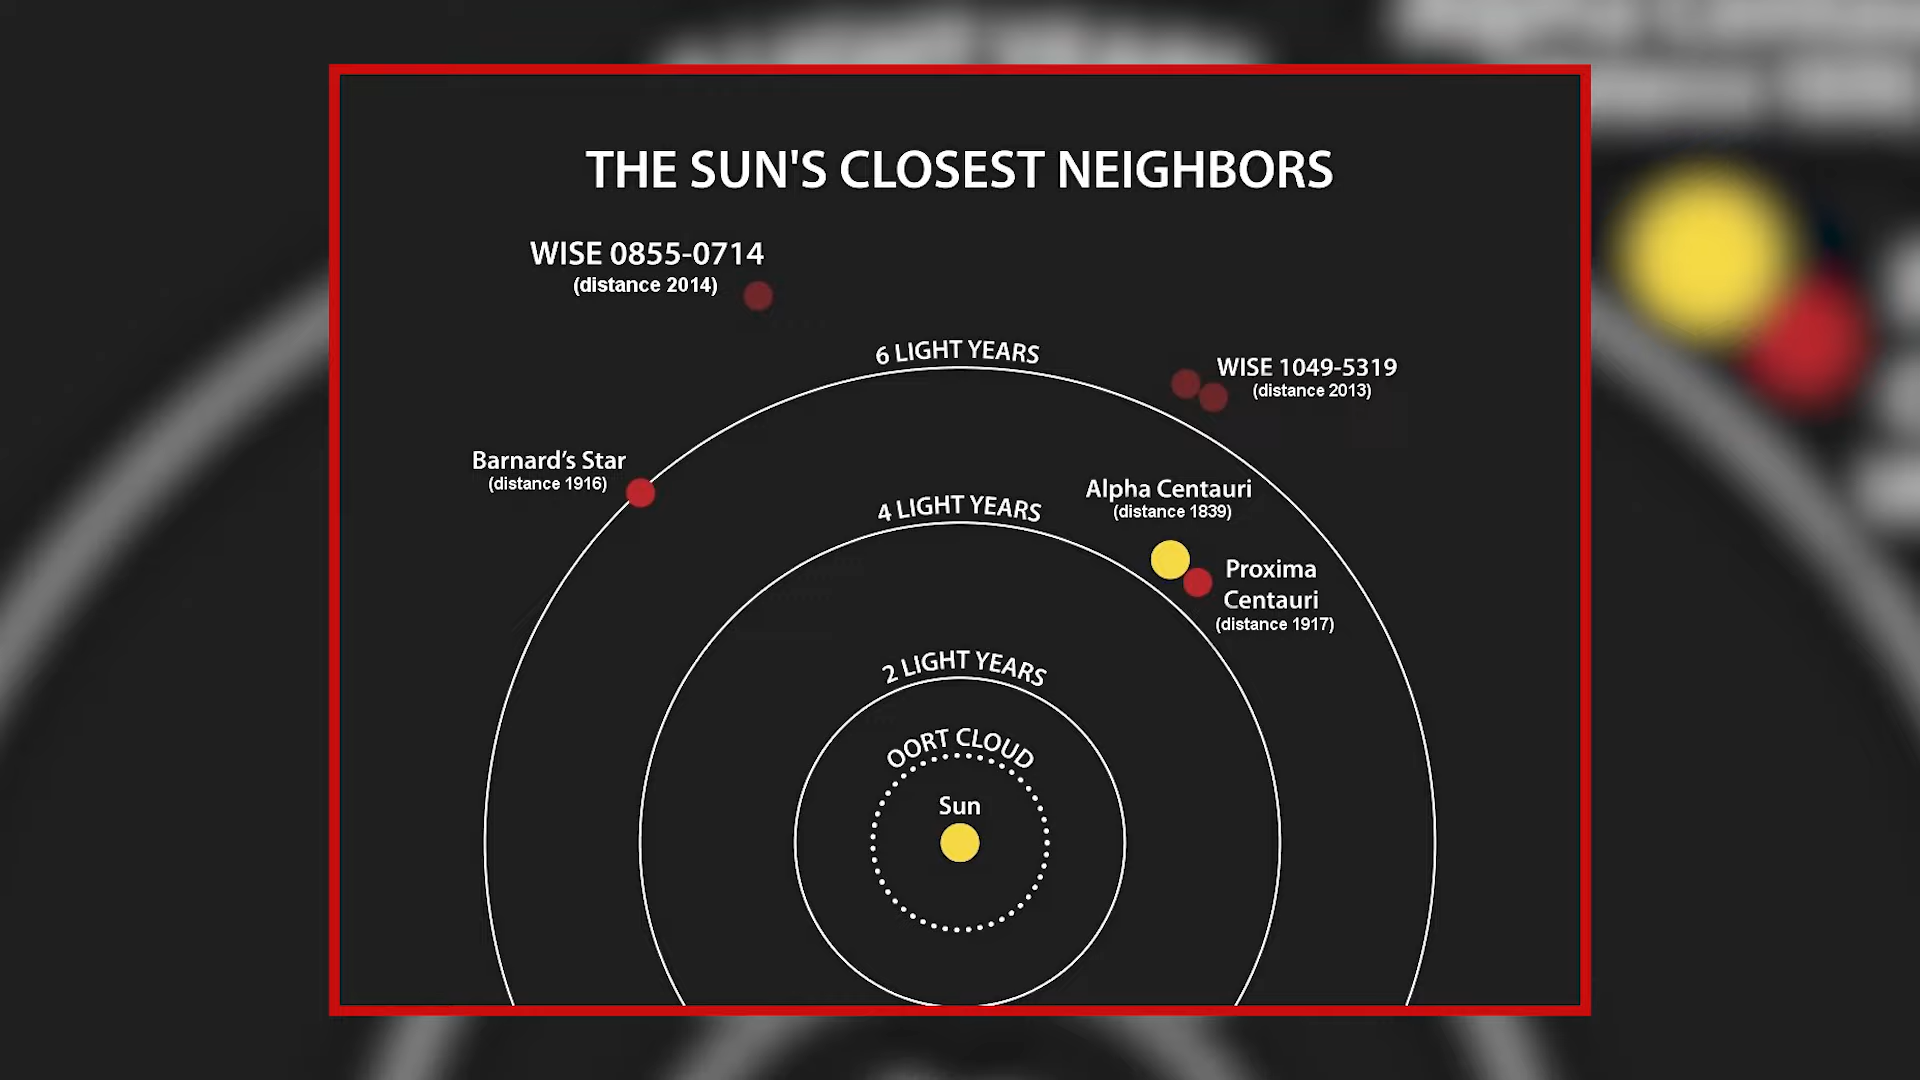 THE SUN'S CLOSEST NEIGHBORS
WISE 0855-0714
(distance 2014)
6 LIGHT YEARS
WISE 1049-5319
(distance 2013)
Barnard's Star
(distance 1916)
4 LIGHT YEARS
Alpha Centauri
(distance 1839)
Proxima
Centauri
(distance 1917)
2 LIGHT YEARS
OORT CLOUD
Sun